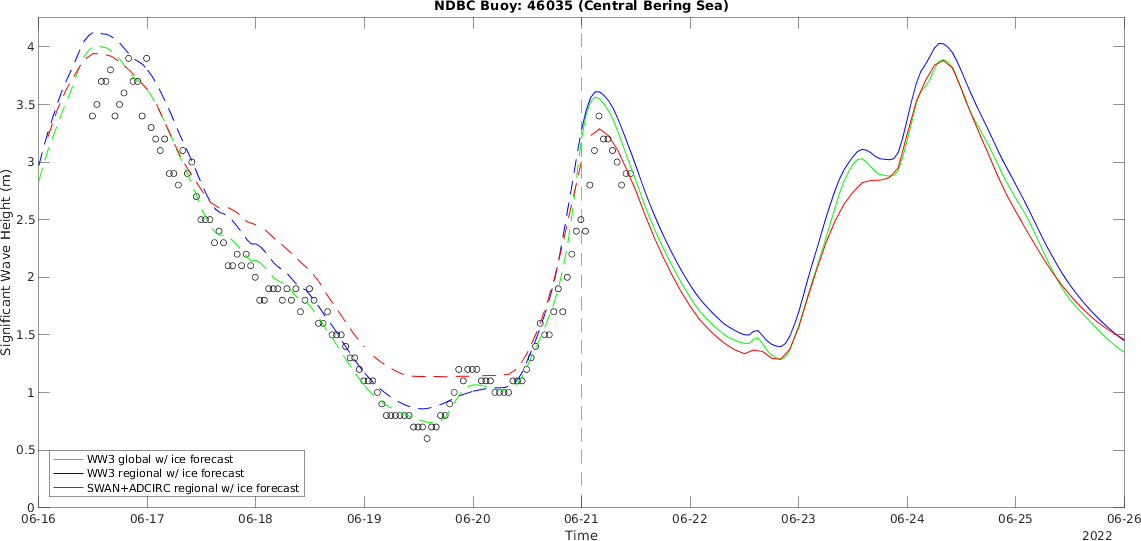 NDBC Buoy: 46035 (Central Bering Sea)
Significant Wave Height (m)
4
3.5
3
2.5
2
1.5
1
0.5
0
WW3 global w/ ice forecast
WW3 regional w/ ice forecast
SWAN+ADCIRC regional w/ ice forecast
06-16 06-17 06-18 06-19 06-20 06-21 06-22 06-23 06-24 06-25 06-26
Time
2022